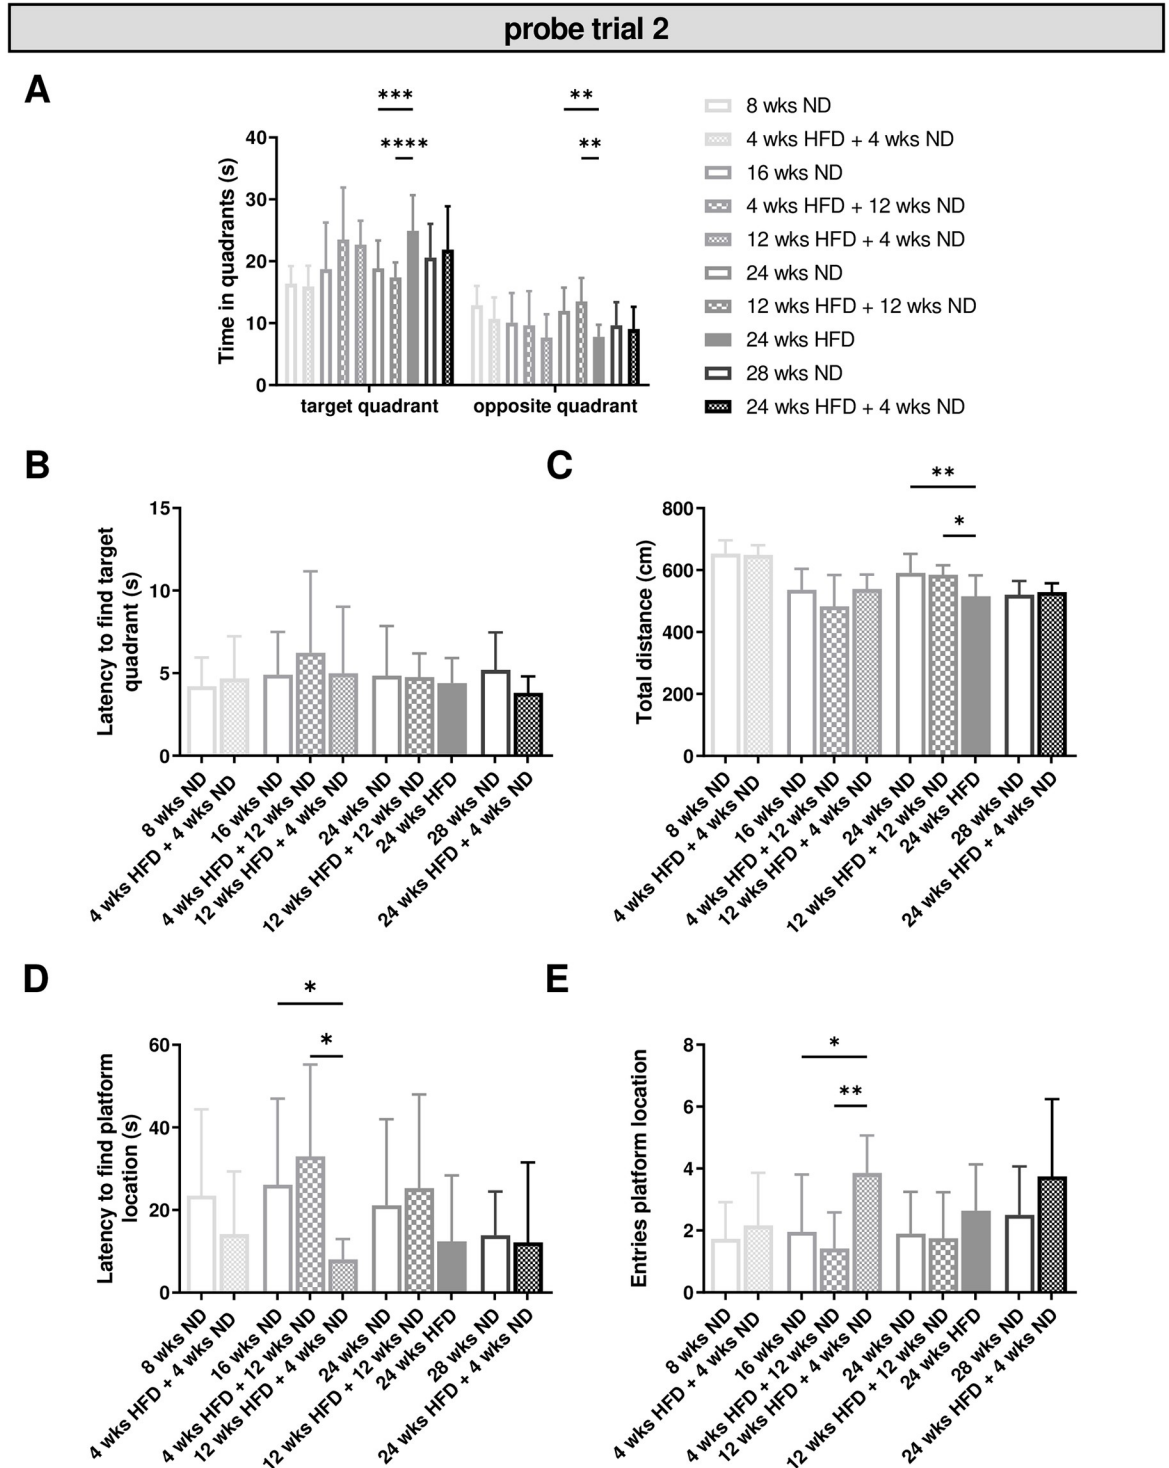 probe trial 2
A
***
**
****
**
40
30
20
10
0
Time in quadrants (s)
target quadrant
opposite quadrant
8 wks ND
4 wks HFD + 4 wks ND
16 wks ND
4 wks HFD + 12 wks ND
12 wks HFD + 4 wks ND
24 wks ND
12 wks HFD + 12 wks ND
24 wks HFD
28 wks ND
24 wks HFD + 4 wks ND
B
15
10
5
0
Latency to find target
quadrant (s)
8 wks ND
4 wks HFD + 4 wks ND
16 wks ND
4 wks HFD + 12 wks ND
12 wks HFD + 4 wks ND
24 wks ND
12 wks HFD + 12 wks ND
24 wks HFD
28 wks ND
24 wks HFD + 4 wks ND
C
**
*
800
600
400
200
0
Total distance (cm)
8 wks ND
4 wks HFD + 4 wks ND
16 wks ND
4 wks HFD + 12 wks ND
12 wks HFD + 4 wks ND
24 wks ND
12 wks HFD + 12 wks ND
24 wks HFD
28 wks ND
24 wks HFD + 4 wks ND
D
*
*
60
40
20
0
Latency to find platform
location (s)
8 wks ND
4 wks HFD + 4 wks ND
16 wks ND
4 wks HFD + 12 wks ND
12 wks HFD + 4 wks ND
24 wks ND
12 wks HFD + 12 wks ND
24 wks HFD
28 wks ND
24 wks HFD + 4 wks ND
E
*
**
8
6
4
2
0
Entries platform location
8 wks ND
4 wks HFD + 4 wks ND
16 wks ND
4 wks HFD + 12 wks ND
12 wks HFD + 4 wks ND
24 wks ND
12 wks HFD + 12 wks ND
24 wks HFD
28 wks ND
24 wks HFD + 4 wks ND